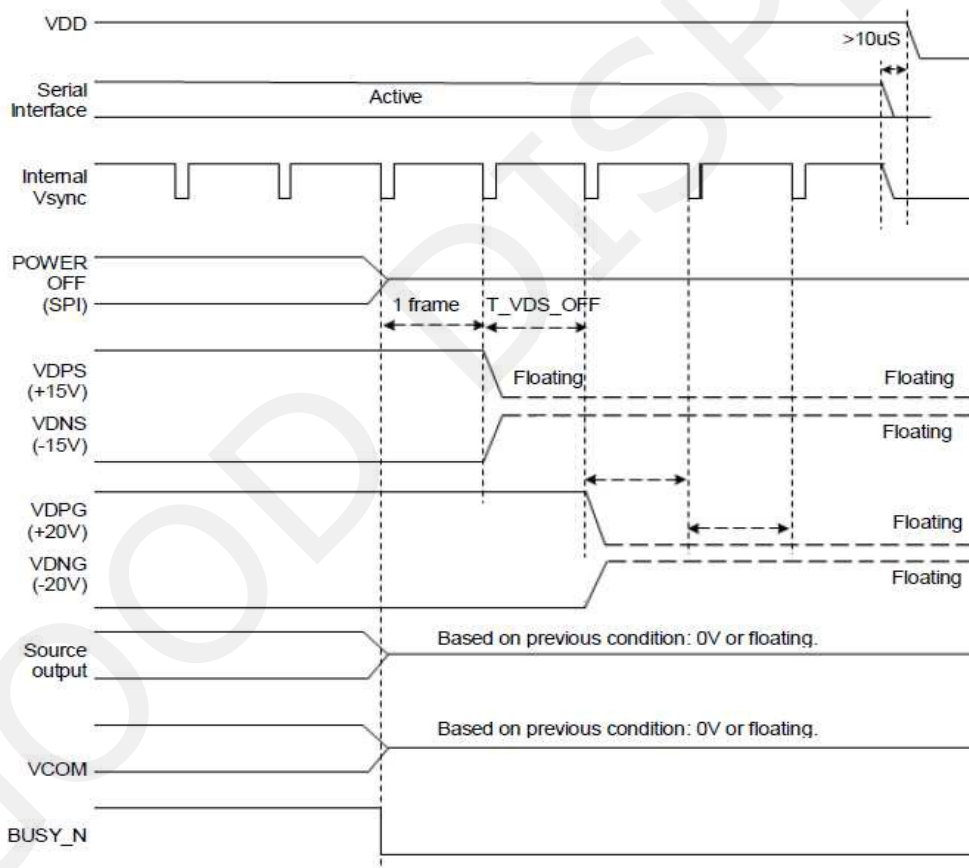 VDD
>10uS
Serial
Interface
Active
Internal
Vsync
POWER
OFF
(SPI)
1 frame
T_VDS_OFF
VDPS
(+15V)
Floating
Floating
VDNS
(-15V)
Floating
VDPG
(+20V)
Floating
VDNG
(-20V)
Floating
Source
output
Based on previous condition: 0V or floating.
VCOM
Based on previous condition: 0V or floating.
BUSY_N
OOD DISP